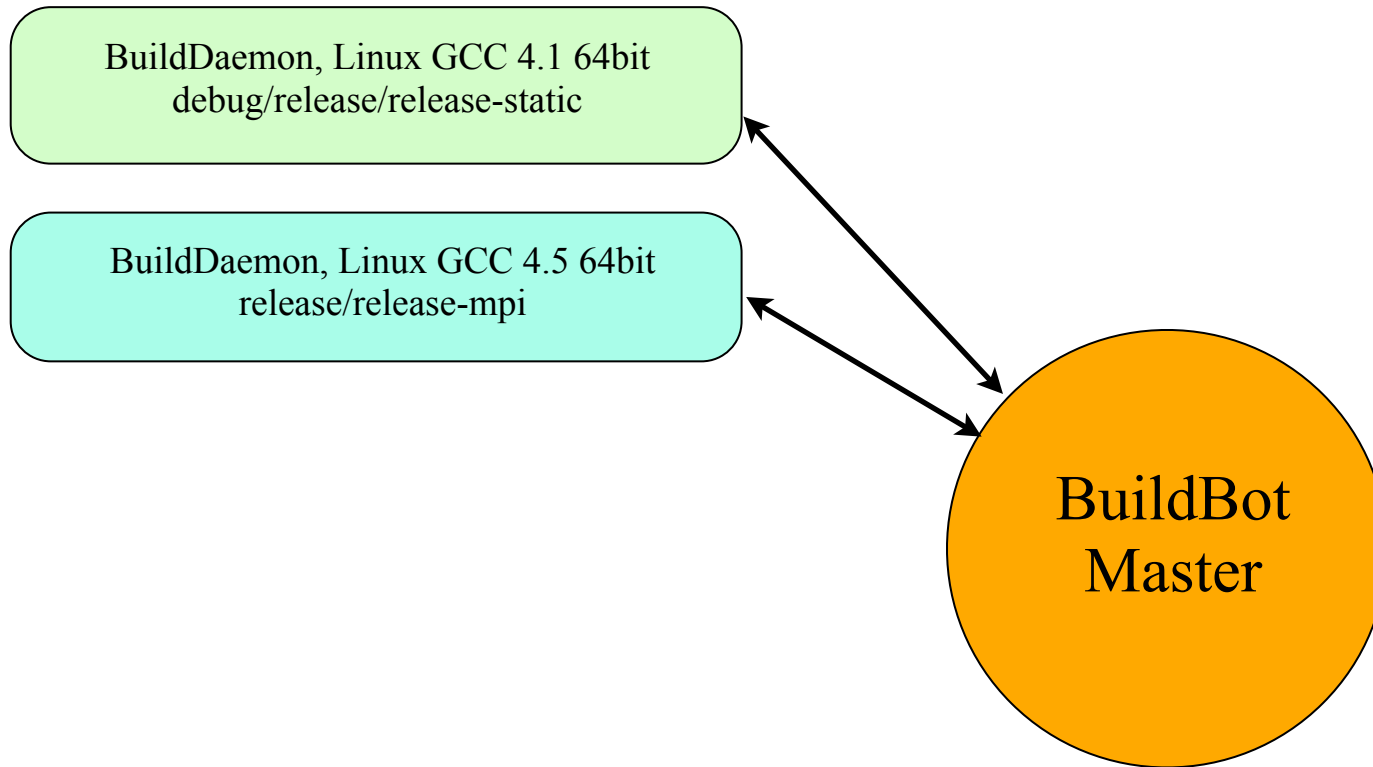 BuildDaemon, Linux GCC 4.1 64bit
debug/release/release-static
BuildDaemon, Linux GCC 4.5 64bit
release/release-mpi
BuildBot
Master